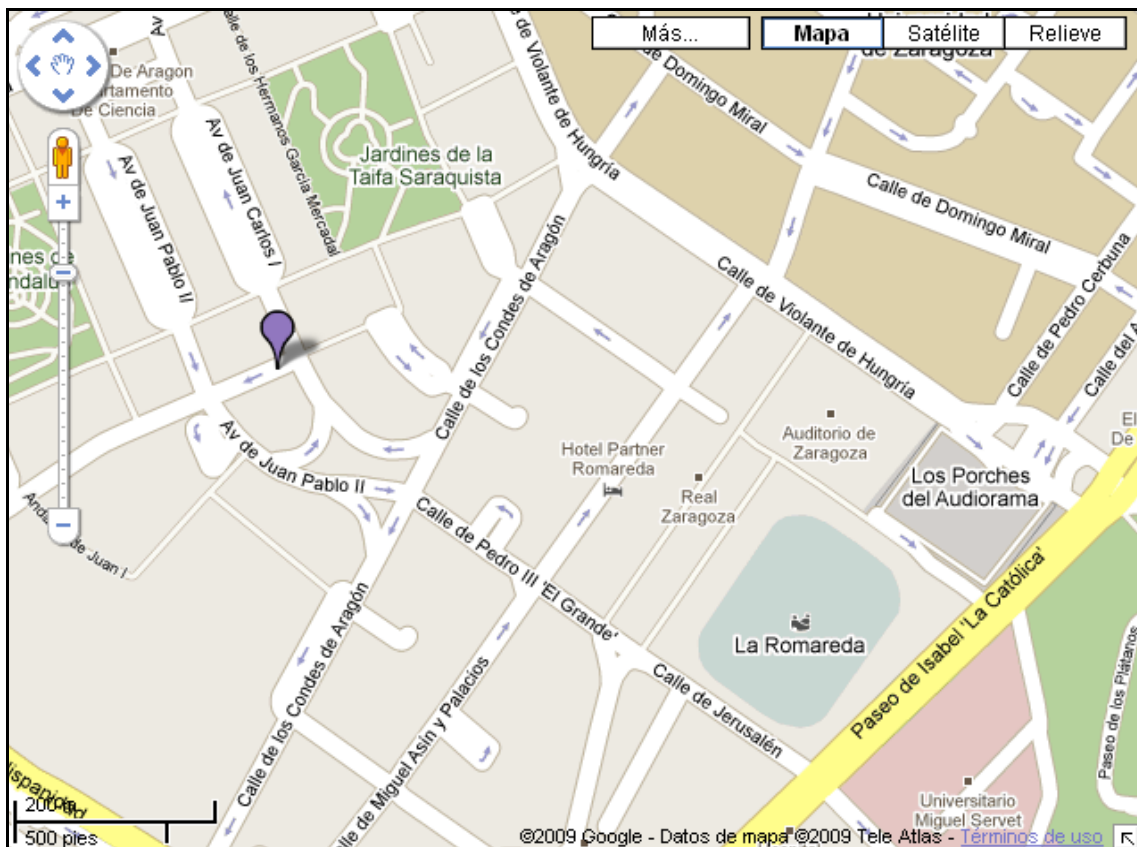 Más...
Mapa
Satélite
Relieve
de Zaragoza
De Aragon
De Ciencia
Av
Calle de los Hermanos García Mercadal
Av de Juan Carlos I
Av de Juan Pablo II
Jardines de la
Taifa Saraquista
Calle de Violante de Hungría
Calle de Domingo Miral
Calle de Domingo Miral
Calle de Pedro Cerbuna
Calle de los Condes de Aragón
Calle de Violante de Hungría
Auditorio de
Zaragoza
Hotel Partner
Romareda
Real
Zaragoza
Los Porches
del Audiorama
Av de Juan Pablo II
de Juan I
Calle de Pedro III 'El Grande'
La Romareda
Calle de Jerusalén
Paseo de Isabel 'La Católica'
Paseo de los Plátanos
Calle de los Condes de Aragón
Calle de Miguel Asín y Palacios
Universitario
Miguel Servet
500 pies
©2009 Google - Datos de mapa ©2009 Tele Atlas - Términos de uso